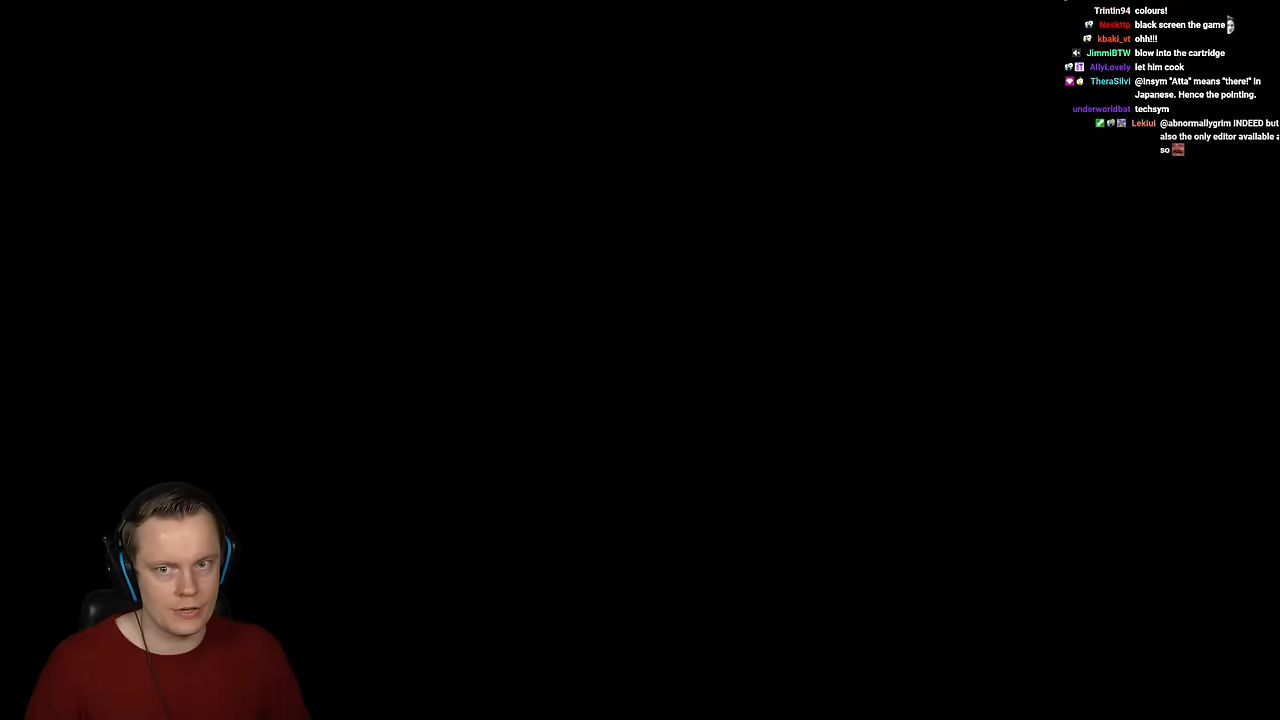 Trintin94 colours!
Neskttp black screen the game
kbaki_vt ohh!!!
JimmiBTW blow into the cartridge
AllyLovely let him cook
TheraSilvi @Insym "Atta" means "there!" in
Japanese. Hence the pointing.
underworldbat techsym
Lekiui @abnormallygrim INDEED but
also the only editor available a
so